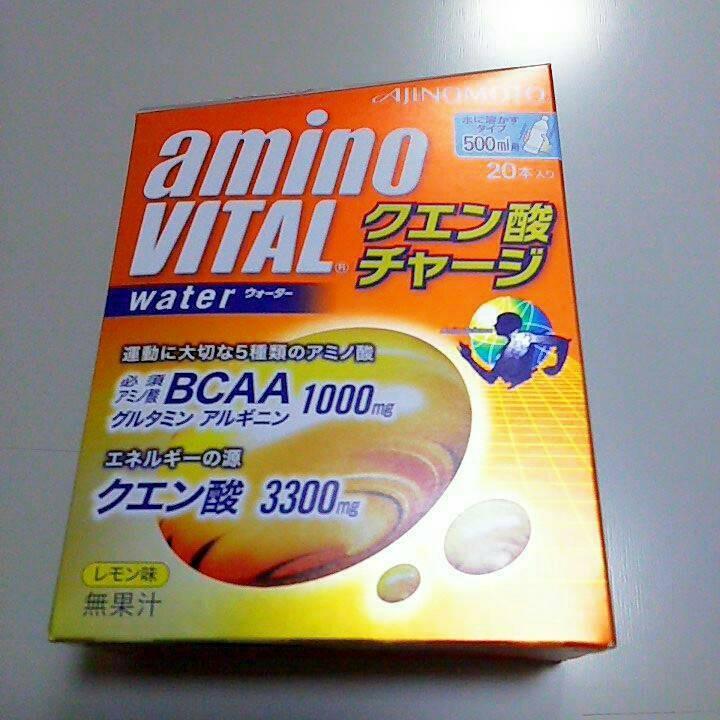 AJINOMOTO
水に溶かす
タイプ
500ml用
20本入り
amino
VITAL®
クエン酸
チャージ
water ウォーター
運動に大切な5種類のアミノ酸
必須
アミノ酸 BCAA 1000mg
グルタミン アルギニン
エネルギーの源
クエン酸 3300mg
レモン味
無果汁